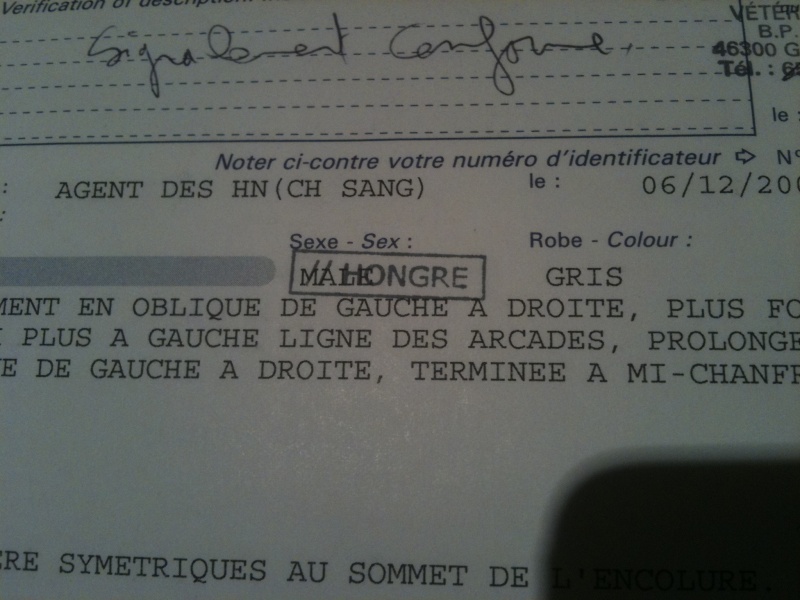 Verification of description
Signalement Conforme.
VÉTÉR
B.P.
46300 G
Tél. :
le :
Noter ci-contre votre numéro d'identificateur ⇨ N°
: AGENT DES HN(CH SANG) le : 06/12/200
:
Sexe - Sex : Robe - Colour :
MALE // HONGRE GRIS
MENT EN OBLIQUE DE GAUCHE A DROITE, PLUS FO
I PLUS A GAUCHE LIGNE DES ARCADES, PROLONGE
E DE GAUCHE A DROITE, TERMINEE A MI-CHANFR
ERE SYMETRIQUES AU SOMMET DE L'ENCOLURE.